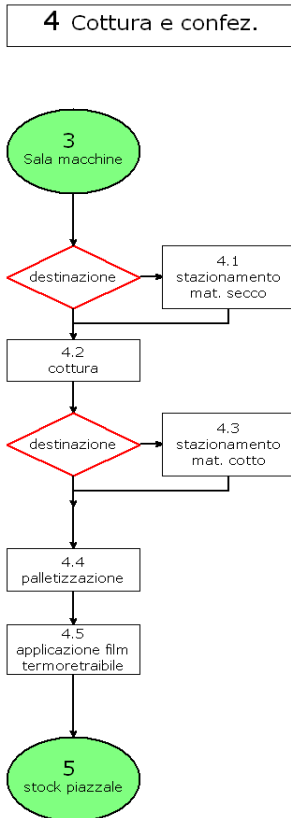 4 Cottura e confez.
3
Sala macchine
destinazione
4.1
stazionamento
mat. secco
4.2
cottura
destinazione
4.3
stazionamento
mat. cotto
4.4
palletizzazione
4.5
applicazione film
termoretraibile
5
stock piazzale